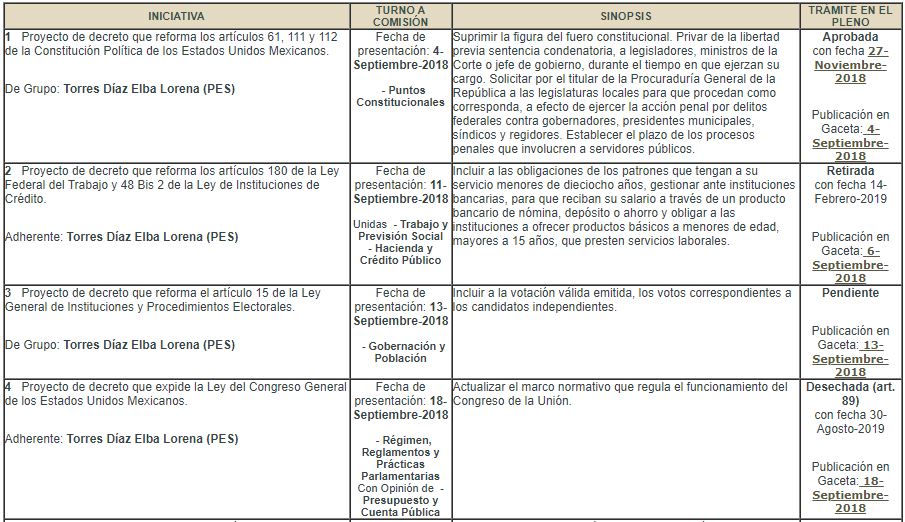 INICIATIVA
TURNO A
COMISIÓN
SINOPSIS
TRÁMITE EN EL
PLENO
1 Proyecto de decreto que reforma los artículos 61, 111 y 112
de la Constitución Política de los Estados Unidos Mexicanos.
De Grupo: Torres Díaz Elba Lorena (PES)
Fecha de
presentación: 4-
Septiembre-2018
- Puntos
Constitucionales
Suprimir la figura del fuero constitucional. Privar de la libertad
previa sentencia condenatoria, a legisladores, ministros de la
Corte o jefe de gobierno, durante el tiempo en que ejerzan su
cargo. Solicitar por el titular de la Procuraduría General de la
República a las legislaturas locales para que procedan como
corresponda, a efecto de ejercer la acción penal por delitos
federales contra gobernadores, presidentes municipales,
síndicos y regidores. Establecer el plazo de los procesos
penales que involucren a servidores públicos.
Aprobada
con fecha 27-
Noviembre-
2018
Publicación en
Gaceta: 4-
Septiembre-
2018
2 Proyecto de decreto que reforma los artículos 180 de la Ley
Federal del Trabajo y 48 Bis 2 de la Ley de Instituciones de
Crédito.
Adherente: Torres Díaz Elba Lorena (PES)
Fecha de
presentación: 11-
Septiembre-2018
Unidas - Trabajo y
Previsión Social
- Hacienda y
Crédito Público
Incluir a las obligaciones de los patrones que tengan a su
servicio menores de dieciocho años, gestionar ante instituciones
bancarias, para que reciban su salario a través de un producto
bancario de nómina, depósito o ahorro y obligar a las
instituciones a ofrecer productos básicos a menores de edad,
mayores a 15 años, que presten servicios laborales.
Retirada
con fecha 14-
Febrero-2019
Publicación en
Gaceta: 6-
Septiembre-
2018
3 Proyecto de decreto que reforma el artículo 15 de la Ley
General de Instituciones y Procedimientos Electorales.
De Grupo: Torres Díaz Elba Lorena (PES)
Fecha de
presentación: 13-
Septiembre-2018
- Gobernación y
Población
Incluir a la votación válida emitida, los votos correspondientes a
los candidatos independientes.
Pendiente
Publicación en
Gaceta: 13-
Septiembre-
2018
4 Proyecto de decreto que expide la Ley del Congreso General
de los Estados Unidos Mexicanos.
Adherente: Torres Díaz Elba Lorena (PES)
Fecha de
presentación: 18-
Septiembre-2018
- Régimen,
Reglamentos y
Prácticas
Parlamentarias
Con Opinión de -
Presupuesto y
Cuenta Pública
Actualizar el marco normativo que regula el funcionamiento del
Congreso de la Unión.
Desechada (art.
89)
con fecha 30-
Agosto-2019
Publicación en
Gaceta: 18-
Septiembre-
2018